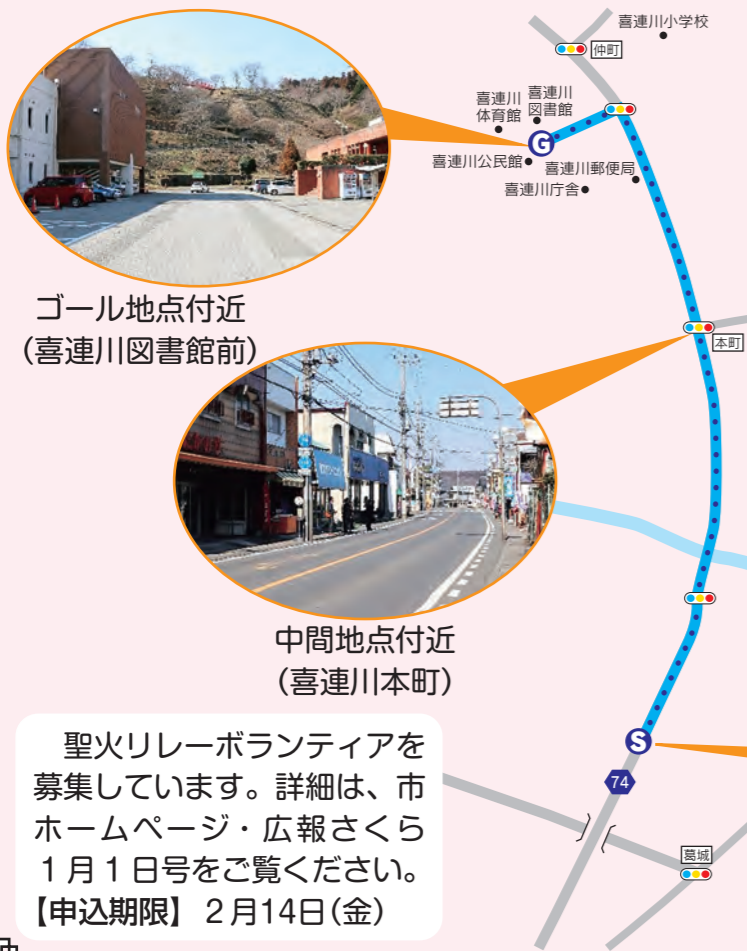 喜連川小学校
仲町
喜連川
体育館
喜連川
図書館
G
喜連川公民館
喜連川郵便局
喜連川庁舎
ゴール地点付近
(喜連川図書館前)
本町
中間地点付近
(喜連川本町)
S
74
葛城
聖火リレーボランティアを
募集しています。詳細は、市
ホームページ・広報さくら
1月1日号をご覧ください。
【申込期限】2月14日(金)